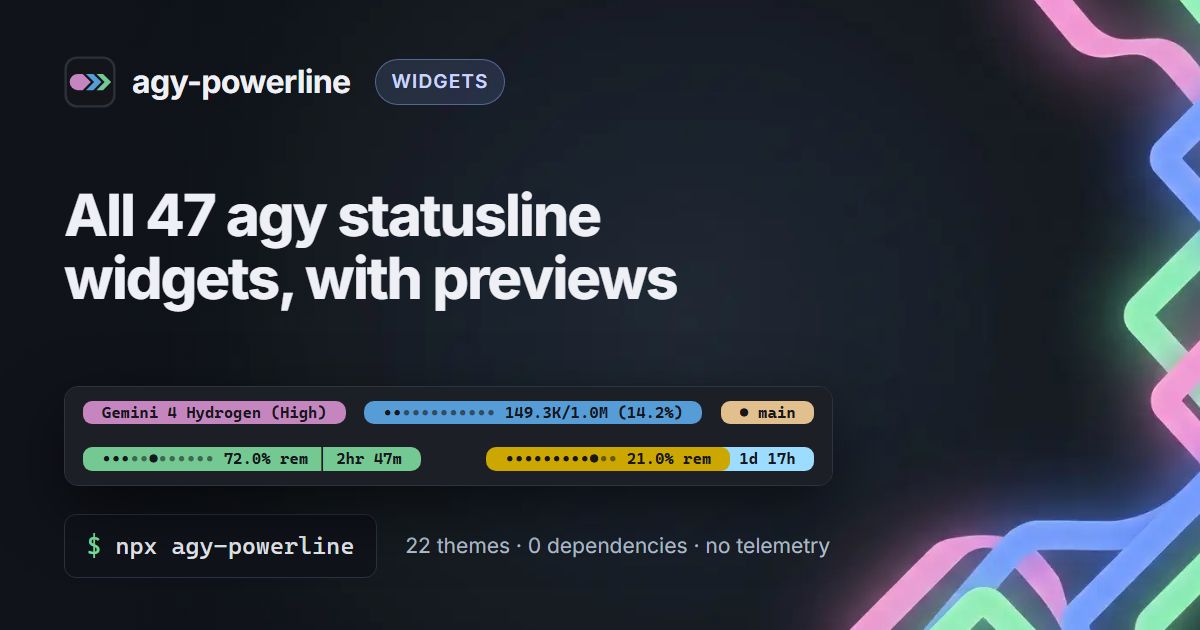 agy-powerline WIDGETS
All 47 agy statusline
widgets, with previews
Gemini 4 Hydrogen (High) 149.3K/1.0M (14.2%) ● main
72.0% rem 2hr 47m 21.0% rem 1d 17h
$ npx agy-powerline 22 themes · 0 dependencies · no telemetry